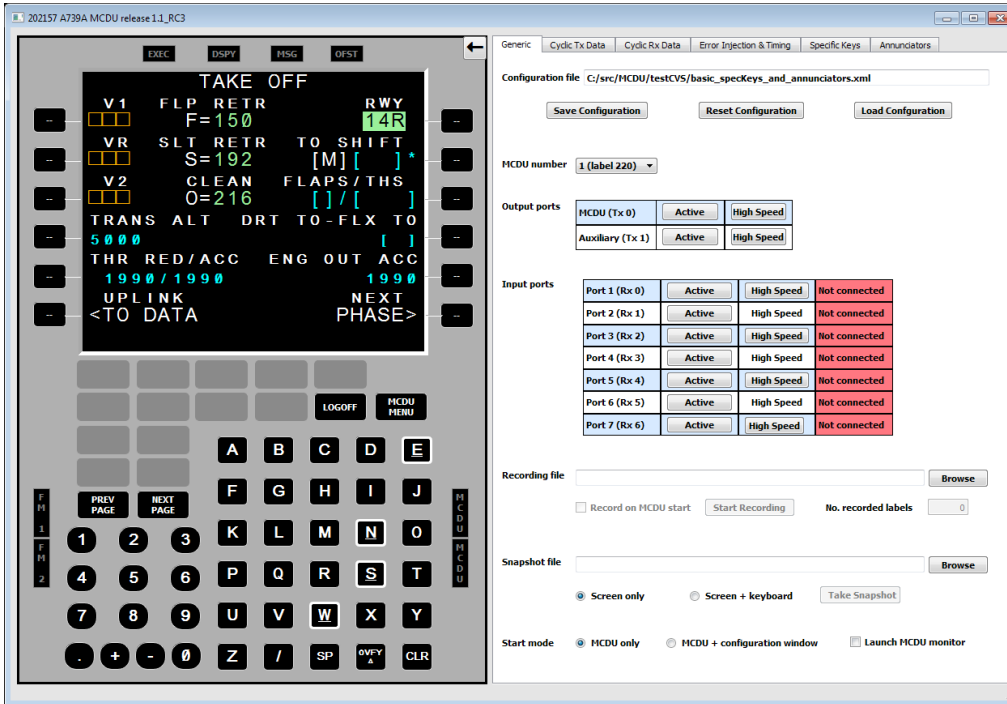 202157 A739A MCDU release 1.1_RC3
EXEC DSPY MSG OFST
TAKE OFF
V1 FLP RETR RWY
F=150 14R
VR SLT RETR TO SHIFT
S=192 [M][ ]*
V2 CLEAN FLAPS/THS
O=216 []/[ ]
TRANS ALT DRT TO-FLX TO
5000 [ ]
THR RED/ACC ENG OUT ACC
1990/1990 1990
UPLINK NEXT
<TO DATA PHASE>
LOGOFF MCDU MENU
A B C D E
PREV PAGE NEXT PAGE
F G H I J
FM 1
MCDU
1 2 3
K L M N O
FM 2
MCDU
4 5 6
P Q R S T
7 8 9
U V W X Y
. + - 0
Z / SP OVFY Δ CLR
Generic Cyclic Tx Data Cyclic Rx Data Error Injection & Timing Specific Keys Annunciators
Configuration file C:/src/MCDU/testCVS/basic_specKeys_and_annunciators.xml
Save Configuration Reset Configuration Load Confguration
MCDU number 1 (label 220)
Output ports
MCDU (Tx 0) Active High Speed
Auxiliary (Tx 1) Active High Speed
Input ports
Port 1 (Rx 0) Active High Speed Not connected
Port 2 (Rx 1) Active High Speed Not connected
Port 3 (Rx 2) Active High Speed Not connected
Port 4 (Rx 3) Active High Speed Not connected
Port 5 (Rx 4) Active High Speed Not connected
Port 6 (Rx 5) Active High Speed Not connected
Port 7 (Rx 6) Active High Speed Not connected
Recording file Browse
Record on MCDU start Start Recording No. recorded labels 0
Snapshot file Browse
Screen only Screen + keyboard Take Snapshot
Start mode MCDU only MCDU + configuration window Launch MCDU monitor